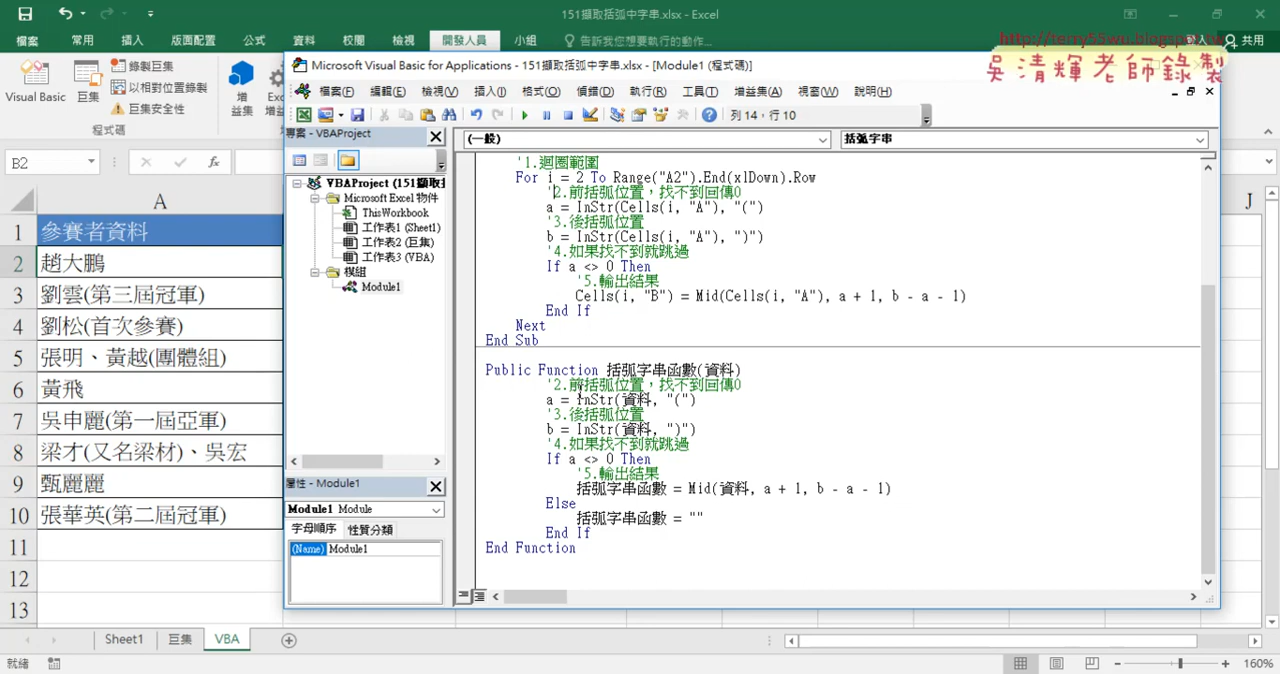 151擷取括弧中字串.xlsx - Excel
http://terry55wu.blogspot.tw
吳清輝老師錄製
檔案 常用 插入 版面配置 公式 資料 校閱 檢視 開發人員 小組 告訴我您想要執行的動作... 共用
Visual Basic 巨集 錄製巨集 以相對位置錄製 巨集安全性
程式碼
Microsoft Visual Basic for Applications - 151擷取括弧中字串.xlsx - [Module1 (程式碼)]
檔案(F) 編輯(E) 檢視(V) 插入(I) 格式(O) 偵錯(D) 執行(R) 工具(T) 增益集(A) 視窗(W) 說明(H)
列 14，行 10
B2
專案 - VBAProject
VBAProject (151擷取括
Microsoft Excel 物件
ThisWorkbook
工作表1 (Sheet1)
工作表2 (巨集)
工作表3 (VBA)
模組
Module1
屬性 - Module1
Module1 Module
字母順序 性質分類
(Name) Module1
(一般) 括弧字串
'1.迴圈範圍
For i = 2 To Range("A2").End(xlDown).Row
'2.前括弧位置，找不到回傳0
a = InStr(Cells(i, "A"), "(")
'3.後括弧位置
b = InStr(Cells(i, "A"), ")")
'4.如果找不到就跳過
If a <> 0 Then
'5.輸出結果
Cells(i, "B") = Mid(Cells(i, "A"), a + 1, b - a - 1)
End If
Next
End Sub
Public Function 括弧字串函數(資料)
'2.前括弧位置，找不到回傳0
a = InStr(資料, "(")
'3.後括弧位置
b = InStr(資料, ")")
'4.如果找不到就跳過
If a <> 0 Then
'5.輸出結果
括弧字串函數 = Mid(資料, a + 1, b - a - 1)
Else
括弧字串函數 = ""
End If
End Function
A J
1 參賽者資料
2 趙大鵬
3 劉雲(第三屆冠軍)
4 劉松(首次參賽)
5 張明、黃越(團體組)
6 黃飛
7 吳申麗(第一屆亞軍)
8 梁才(又名梁材)、吳宏
9 甄麗麗
10 張華英(第二屆冠軍)
11
12
13
Sheet1 巨集 VBA
就緒
160%